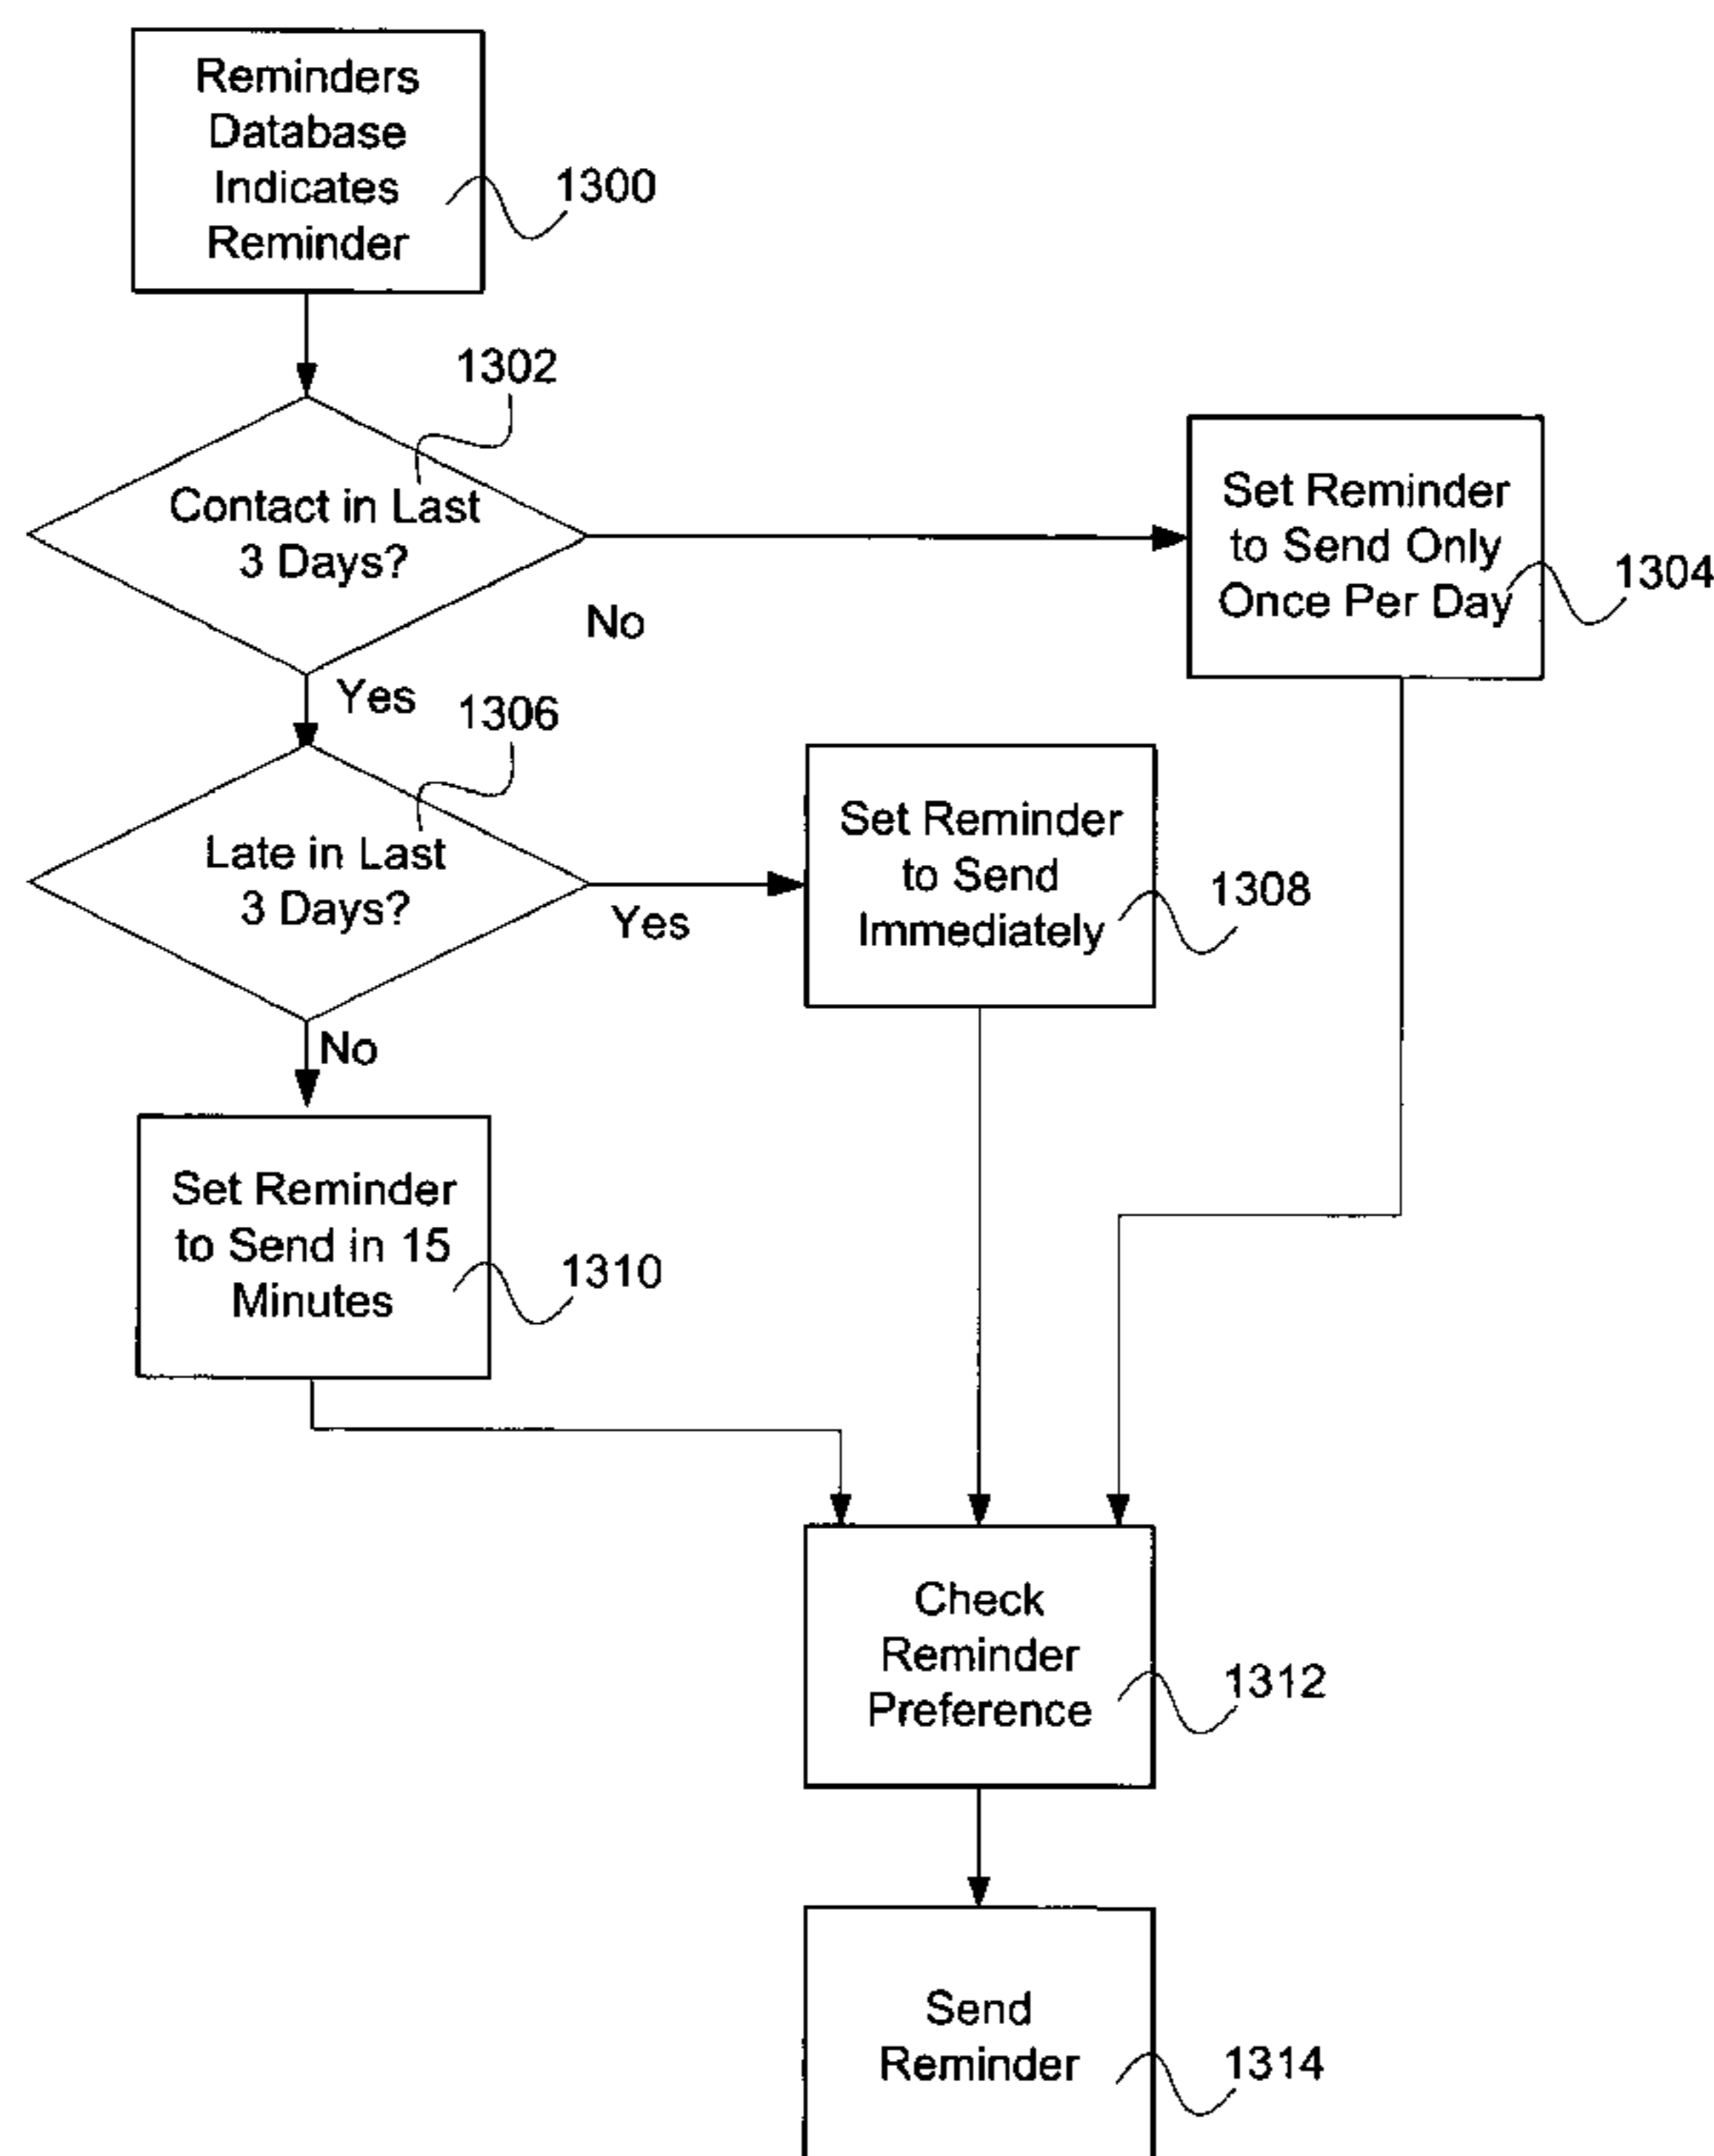 Reminders
Database
Indicates
Reminder
1300
1302
Contact in Last
3 Days?
No
Set Reminder
to Send Only
Once Per Day
1304
Yes
1306
Late in Last
3 Days?
Yes
Set Reminder
to Send
Immediately
1308
No
Set Reminder
to Send in 15
Minutes
1310
Check
Reminder
Preference
1312
Send
Reminder
1314